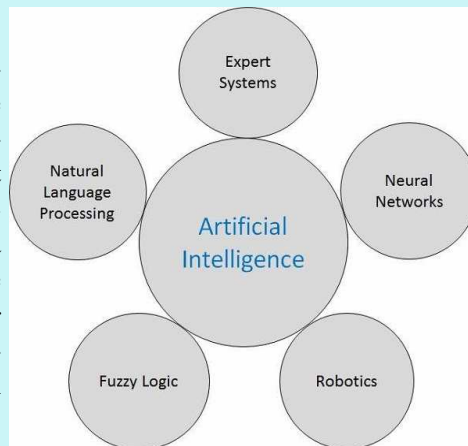 Expert
Systems
Natural
Language
Processing
Neural
Networks
Artificial
Intelligence
Fuzzy Logic
Robotics